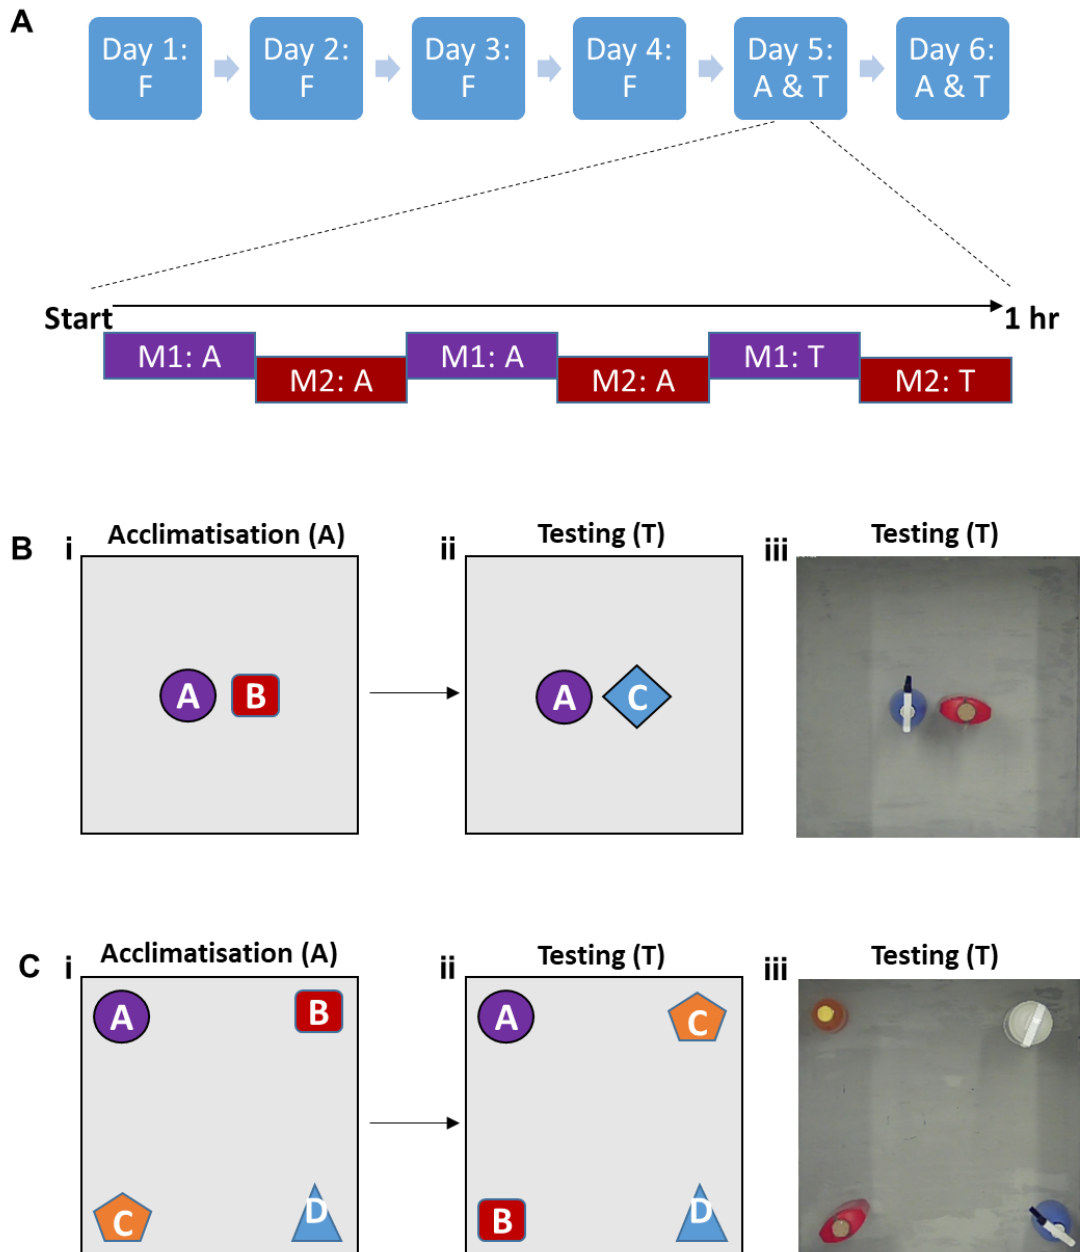 A
Day 1:
F
Day 2:
F
Day 3:
F
Day 4:
F
Day 5:
A & T
Day 6:
A & T
Start
1 hr
M1: A
M2: A
M1: A
M2: A
M1: T
M2: T
B
i
Acclimatisation (A)
A
B
ii
Testing (T)
A
C
iii
Testing (T)
C
i
Acclimatisation (A)
A
B
C
D
ii
Testing (T)
A
C
B
D
iii
Testing (T)